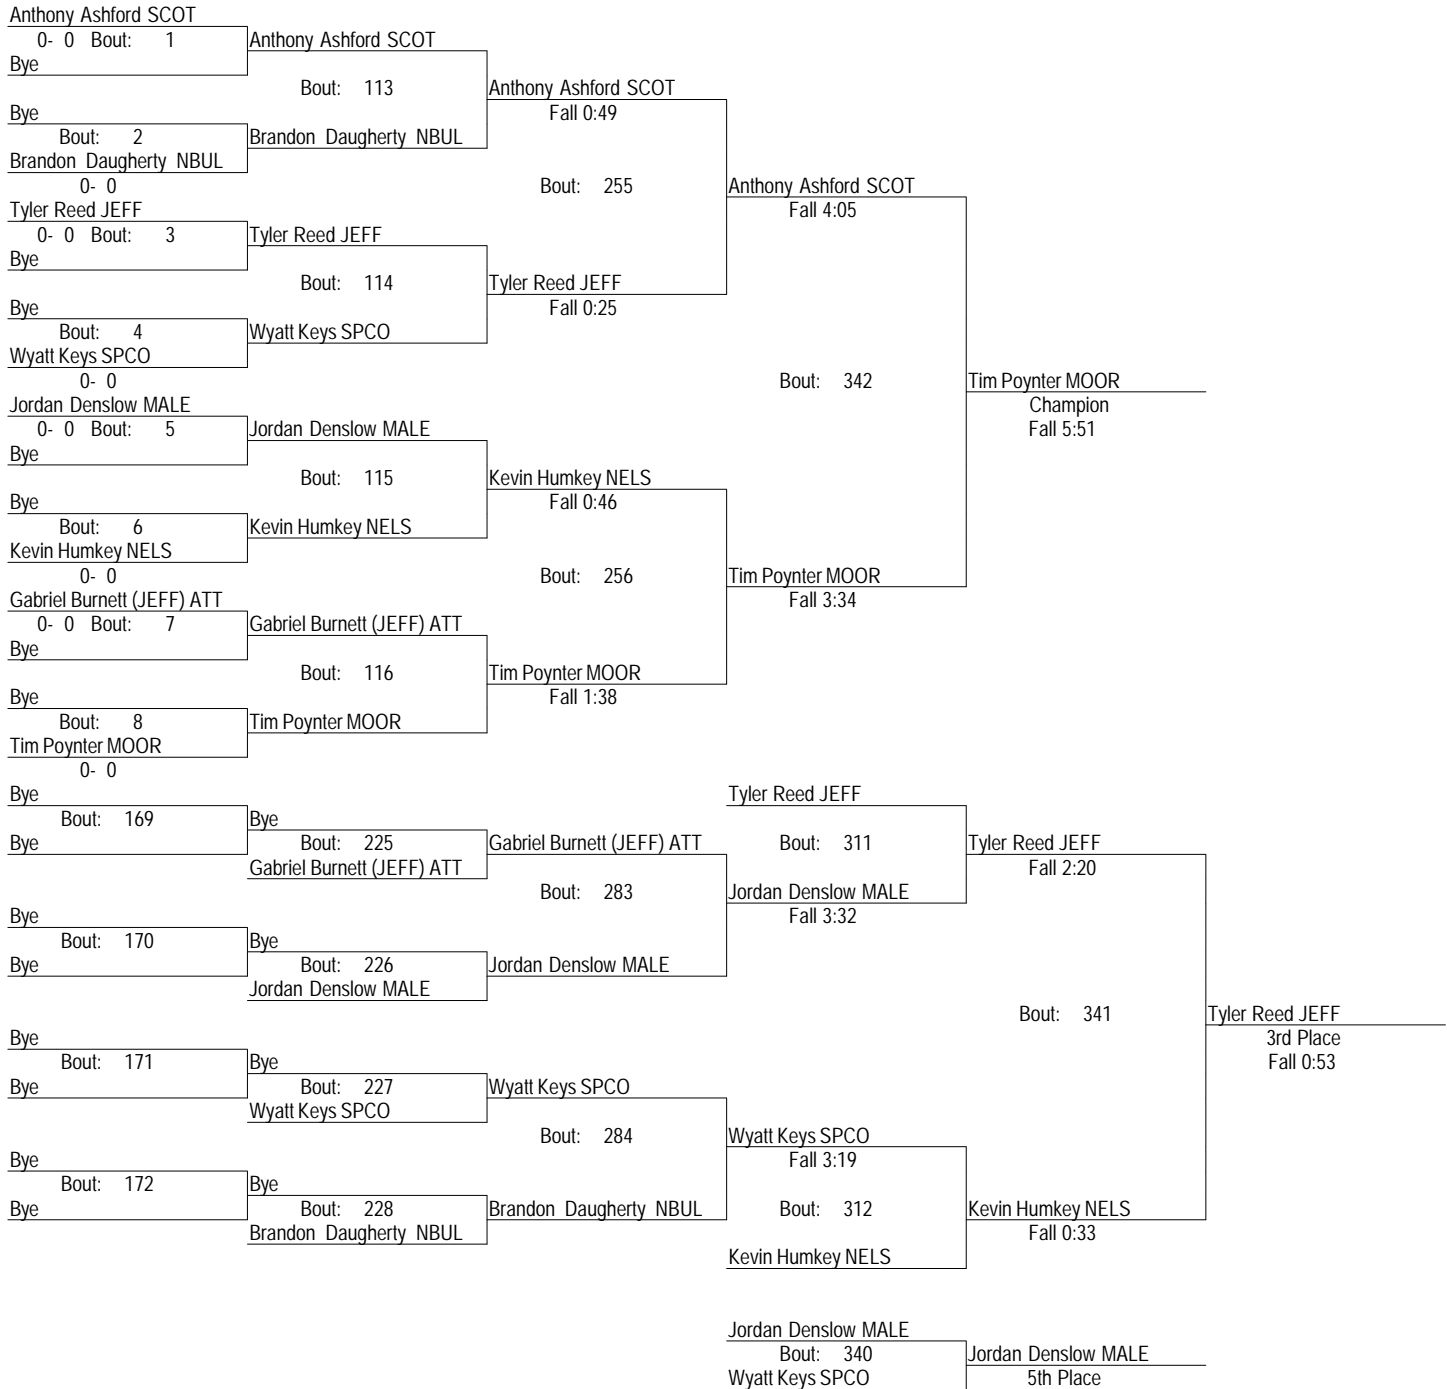 Anthony Ashford SCOT
0- 0 Bout: 1
Anthony Ashford SCOT
Bye
Bout: 113
Anthony Ashford SCOT
Bye
Fall 0:49
Bout: 2
Brandon Daugherty NBUL
Brandon Daugherty NBUL
0- 0
Bout: 255
Anthony Ashford SCOT
Tyler Reed JEFF
Fall 4:05
0- 0 Bout: 3
Tyler Reed JEFF
Bye
Bout: 114
Tyler Reed JEFF
Bye
Fall 0:25
Bout: 4
Wyatt Keys SPCO
Wyatt Keys SPCO
0- 0
Bout: 342
Tim Poynter MOOR
Jordan Denslow MALE
Champion
0- 0 Bout: 5
Jordan Denslow MALE
Fall 5:51
Bye
Bout: 115
Kevin Humkey NELS
Bye
Fall 0:46
Bout: 6
Kevin Humkey NELS
Kevin Humkey NELS
0- 0
Bout: 256
Tim Poynter MOOR
Gabriel Burnett (JEFF) ATT
Fall 3:34
0- 0 Bout: 7
Gabriel Burnett (JEFF) ATT
Bye
Bout: 116
Tim Poynter MOOR
Bye
Fall 1:38
Bout: 8
Tim Poynter MOOR
Tim Poynter MOOR
0- 0
Bye
Tyler Reed JEFF
Bout: 169
Bye
Bye
Bout: 225
Gabriel Burnett (JEFF) ATT
Bout: 311
Tyler Reed JEFF
Gabriel Burnett (JEFF) ATT
Fall 2:20
Bout: 283
Jordan Denslow MALE
Bye
Fall 3:32
Bout: 170
Bye
Bye
Bout: 226
Jordan Denslow MALE
Jordan Denslow MALE
Bout: 341
Tyler Reed JEFF
Bye
3rd Place
Bout: 171
Bye
Fall 0:53
Bye
Bout: 227
Wyatt Keys SPCO
Wyatt Keys SPCO
Bout: 284
Wyatt Keys SPCO
Bye
Fall 3:19
Bout: 172
Bye
Bye
Bout: 228
Brandon Daugherty NBUL
Bout: 312
Kevin Humkey NELS
Brandon Daugherty NBUL
Fall 0:33
Kevin Humkey NELS
Jordan Denslow MALE
Bout: 340
Jordan Denslow MALE
Wyatt Keys SPCO
5th Place